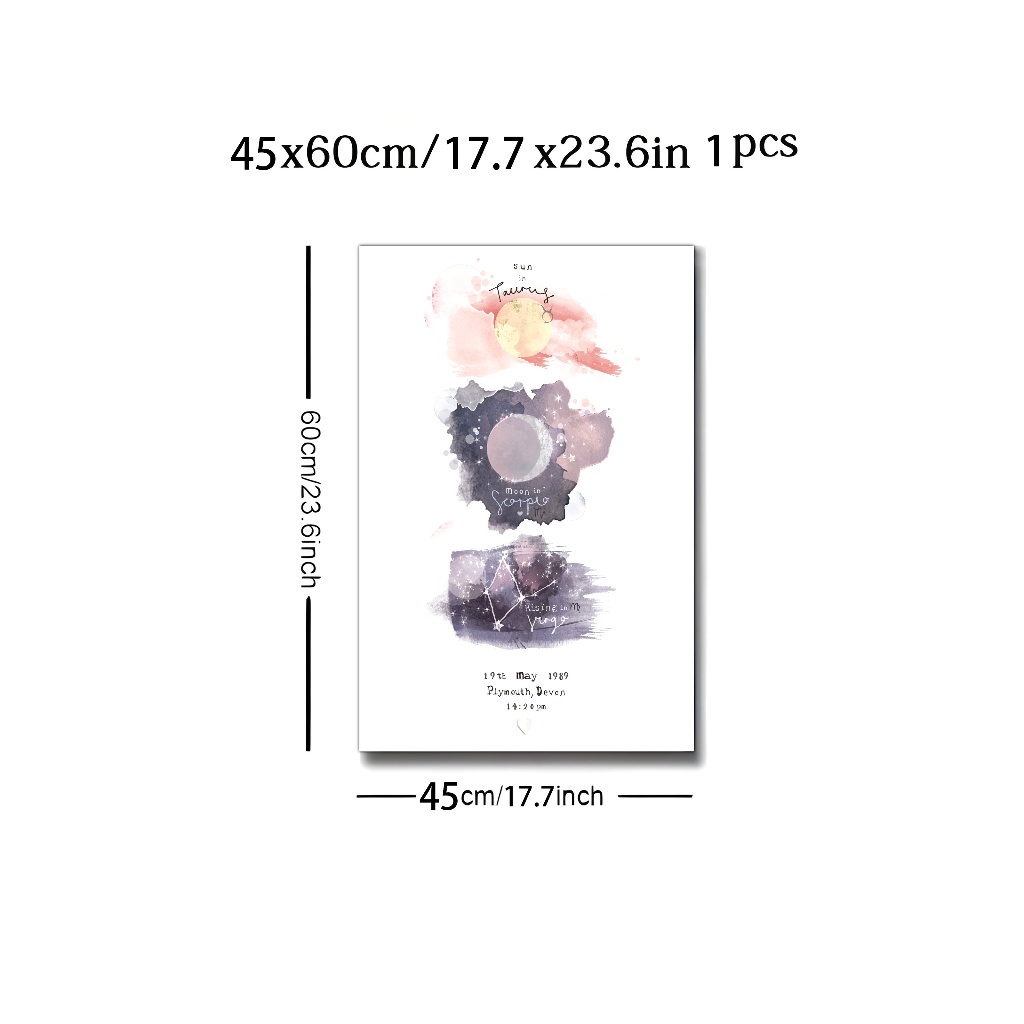 45x60cm/17.7 x23.6in 1pcs
sun
in
Taurus
60cm/23.6inch
Moon in
Scorpio
Rising in
Virgo
19th May 1989
Plymouth, Devon
14:20pm
45cm/17.7inch